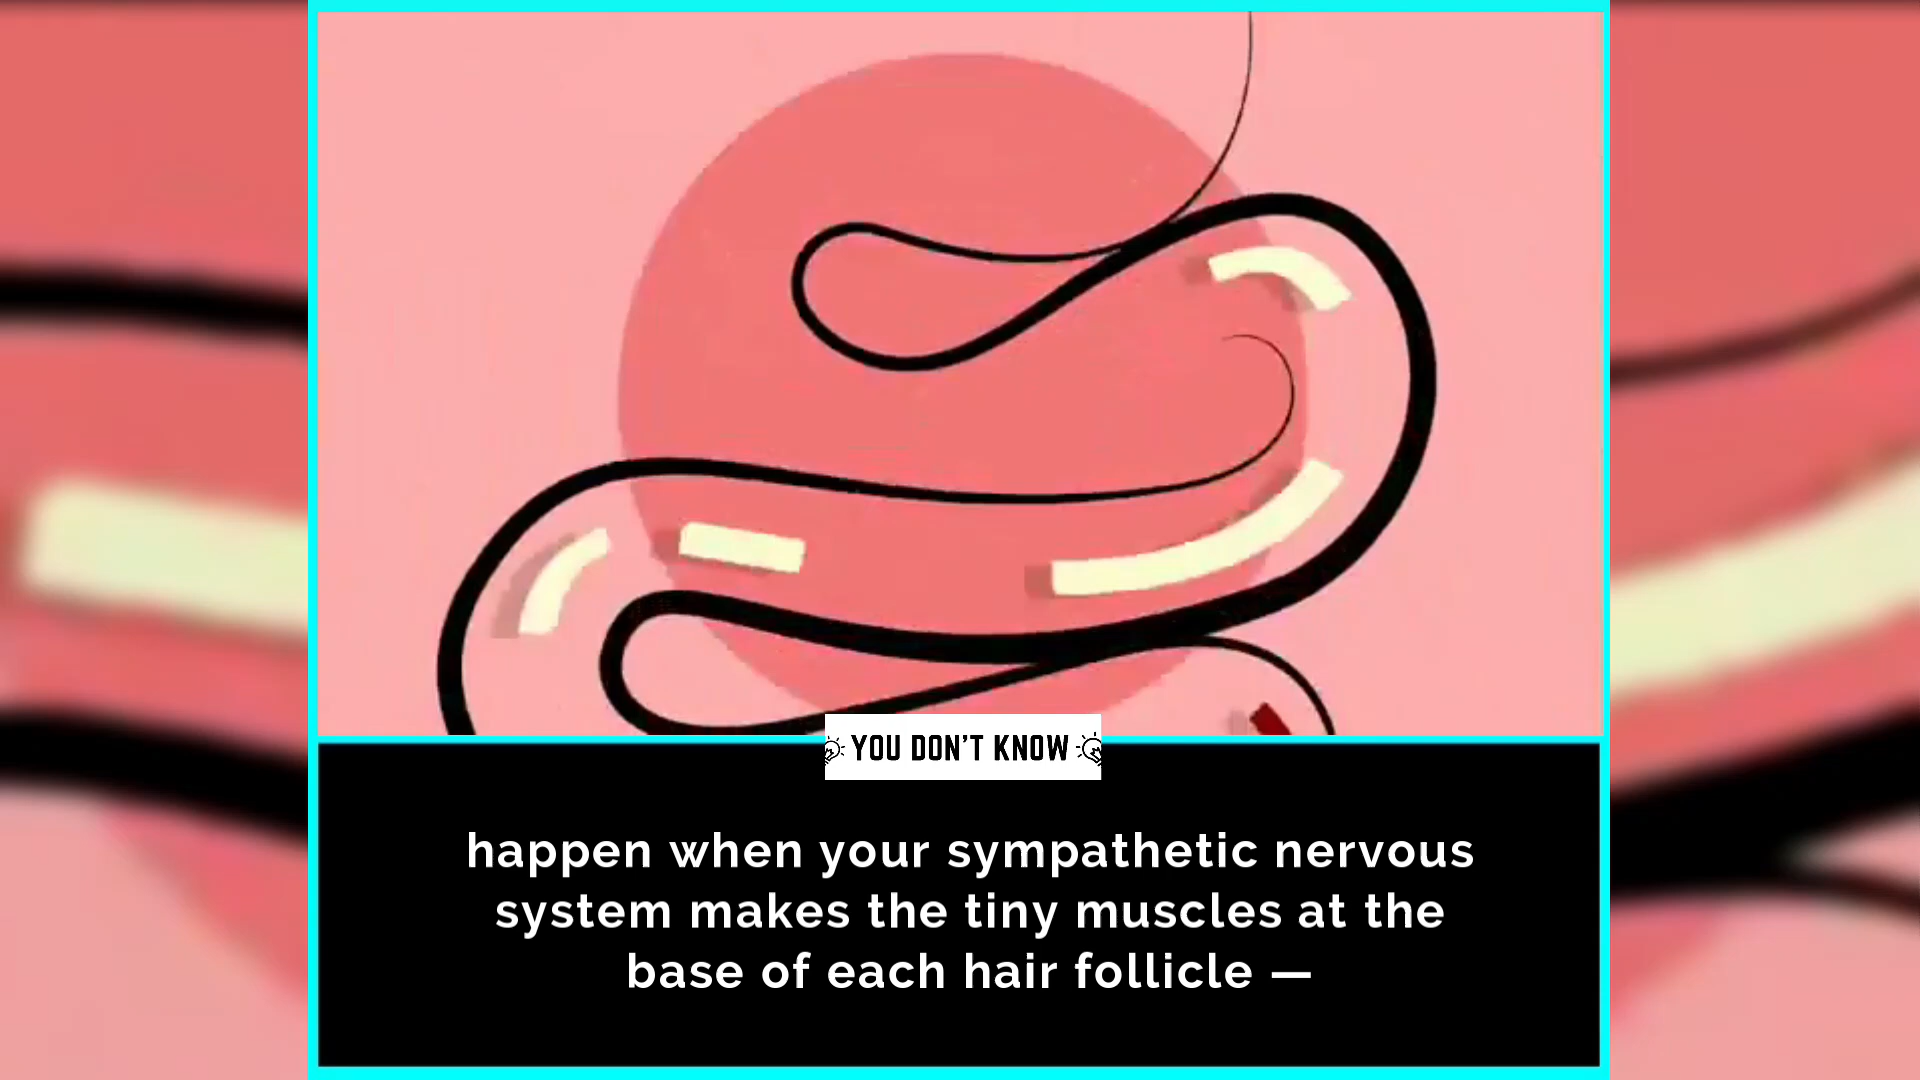 YOU DON'T KNOW
happen when your sympathetic nervous
system makes the tiny muscles at the
base of each hair follicle —